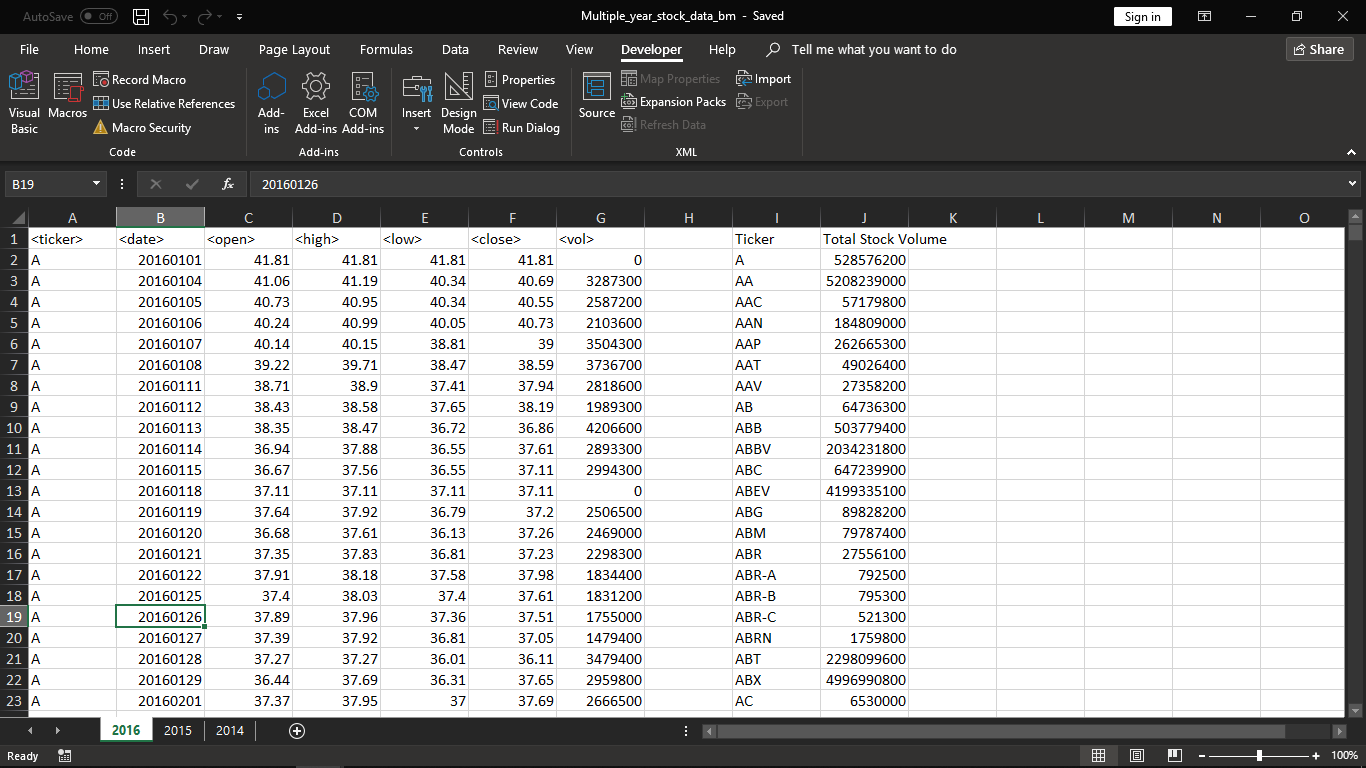 AutoSave Off Multiple_year_stock_data_bm - Saved Sign in
File Home Insert Draw Page Layout Formulas Data Review View Developer Help Tell me what you want to do Share
Visual Basic
Macros
Record Macro
Use Relative References
Macro Security
Code
Add-ins
Excel Add-ins
COM Add-ins
Add-ins
Insert
Design Mode
Properties
View Code
Run Dialog
Controls
Source
Map Properties
Expansion Packs
Refresh Data
Import
Export
XML
B19 fx 20160126
A B C D E F G H I J K L M N O
1 <ticker> <date> <open> <high> <low> <close> <vol> Ticker Total Stock Volume
2 A 20160101 41.81 41.81 41.81 41.81 0 A 528576200
3 A 20160104 41.06 41.19 40.34 40.69 3287300 AA 5208239000
4 A 20160105 40.73 40.95 40.34 40.55 2587200 AAC 57179800
5 A 20160106 40.24 40.99 40.05 40.73 2103600 AAN 184809000
6 A 20160107 40.14 40.15 38.81 39 3504300 AAP 262665300
7 A 20160108 39.22 39.71 38.47 38.59 3736700 AAT 49026400
8 A 20160111 38.71 38.9 37.41 37.94 2818600 AAV 27358200
9 A 20160112 38.43 38.58 37.65 38.19 1989300 AB 64736300
10 A 20160113 38.35 38.47 36.72 36.86 4206600 ABB 503779400
11 A 20160114 36.94 37.88 36.55 37.61 2893300 ABBV 2034231800
12 A 20160115 36.67 37.56 36.55 37.11 2994300 ABC 647239900
13 A 20160118 37.11 37.11 37.11 37.11 0 ABEV 4199335100
14 A 20160119 37.64 37.92 36.79 37.2 2506500 ABG 89828200
15 A 20160120 36.68 37.61 36.13 37.26 2469000 ABM 79787400
16 A 20160121 37.35 37.83 36.81 37.23 2298300 ABR 27556100
17 A 20160122 37.91 38.18 37.58 37.98 1834400 ABR-A 792500
18 A 20160125 37.4 38.03 37.4 37.61 1831200 ABR-B 795300
19 A 20160126 37.89 37.96 37.36 37.51 1755000 ABR-C 521300
20 A 20160127 37.39 37.92 36.81 37.05 1479400 ABRN 1759800
21 A 20160128 37.27 37.27 36.01 36.11 3479400 ABT 2298099600
22 A 20160129 36.44 37.69 36.31 37.65 2959800 ABX 4996990800
23 A 20160201 37.37 37.95 37 37.69 2666500 AC 6530000
2016 2015 2014
Ready 100%